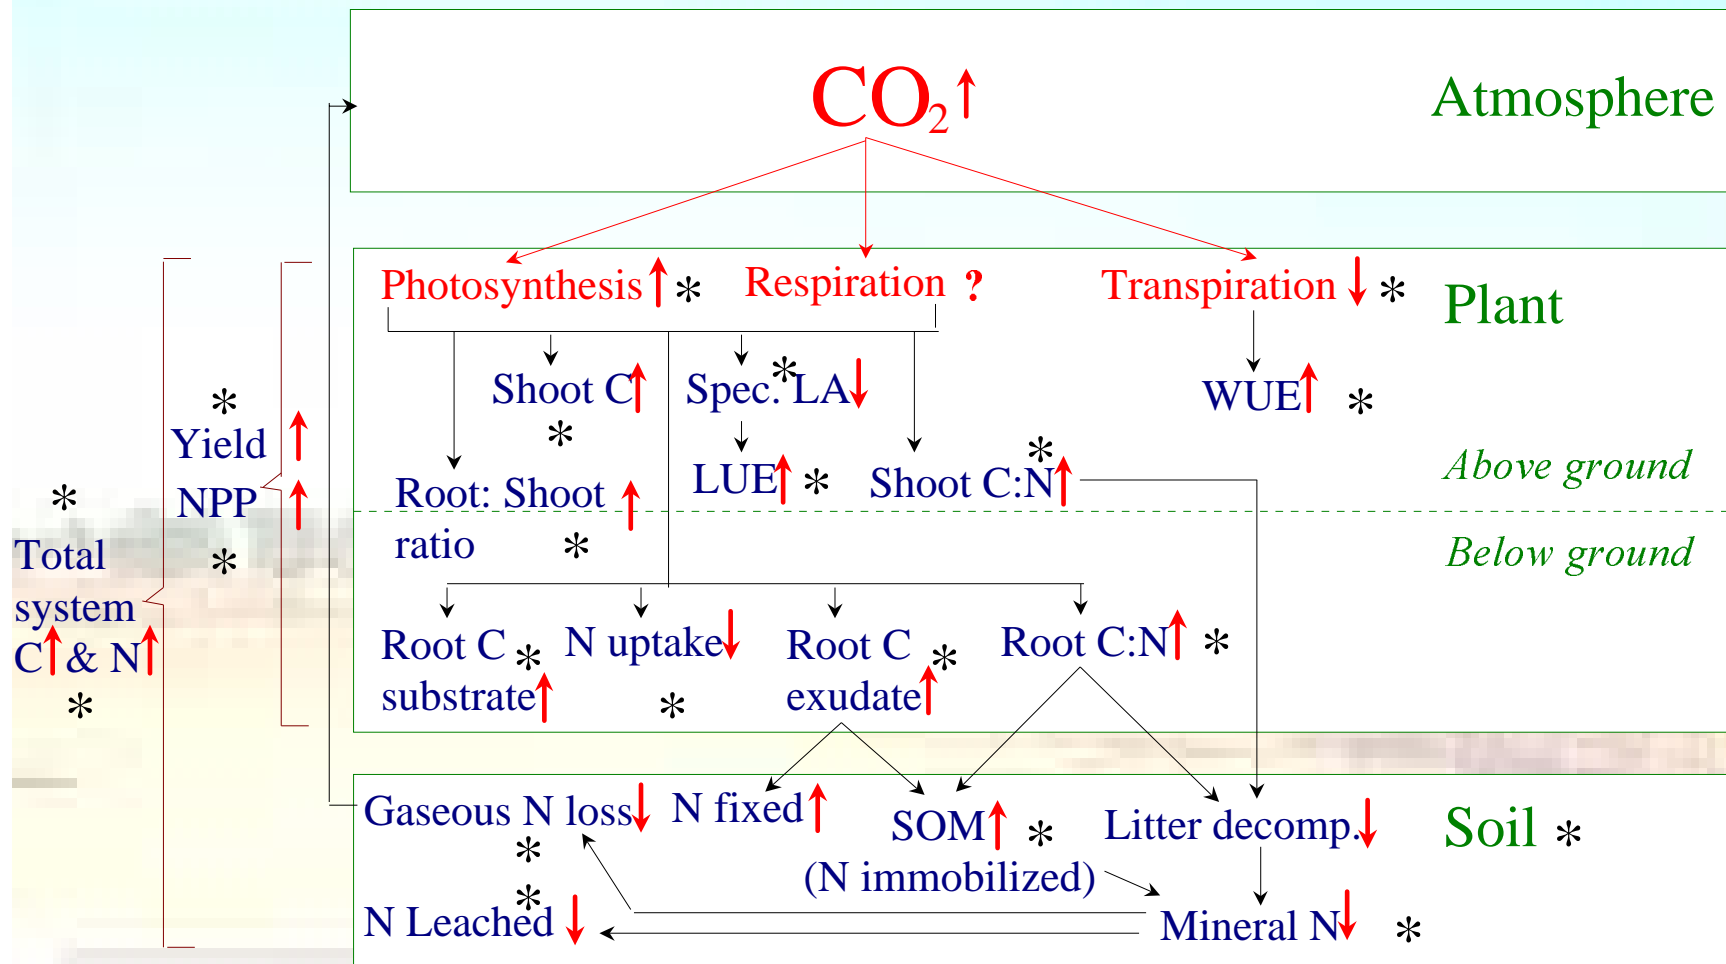 CO2
Atmosphere
Photosynthesis *
Respiration ?
Transpiration *
Plant
Shoot C
*
Spec. LA
*
WUE *
*
Yield
NPP
*
Root: Shoot
ratio *
LUE *
Shoot C:N
*
Above ground
Below ground
*
Total
system
C & N
*
Root C *
substrate
N uptake
*
Root C *
exudate
Root C:N *
Gaseous N loss
*
N fixed
SOM *
(N immobilized)
Litter decomp.
Soil *
*
N Leached
Mineral N *